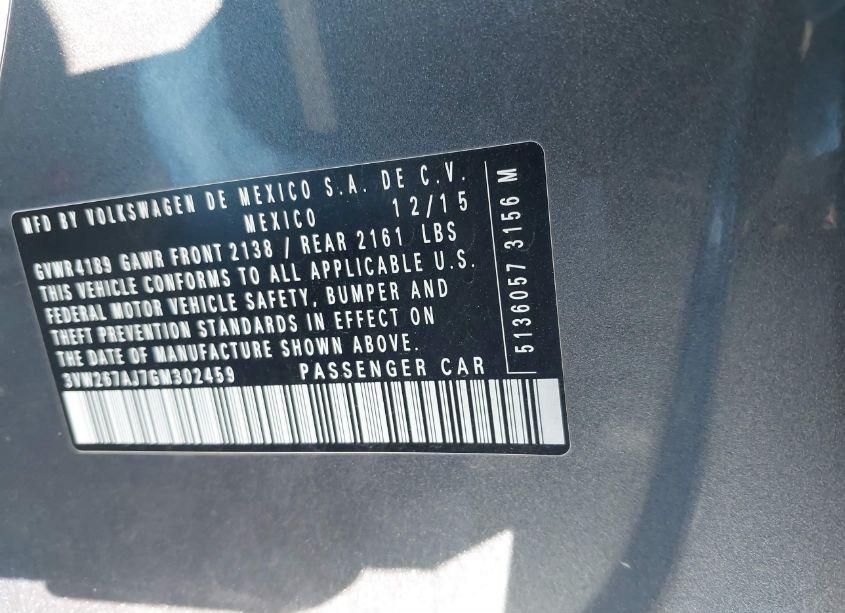 MFD BY VOLKSWAGEN DE MEXICO S.A. DE C.V.
MEXICO 12/15
GVWR4189 GAWR FRONT 2138 / REAR 2161 LBS
THIS VEHICLE CONFORMS TO ALL APPLICABLE U.S.
FEDERAL MOTOR VEHICLE SAFETY, BUMPER AND
THEFT PREVENTION STANDARDS IN EFFECT ON
THE DATE OF MANUFACTURE SHOWN ABOVE.
3VW267AJ7GM302459 PASSENGER CAR
5136057 3156 M